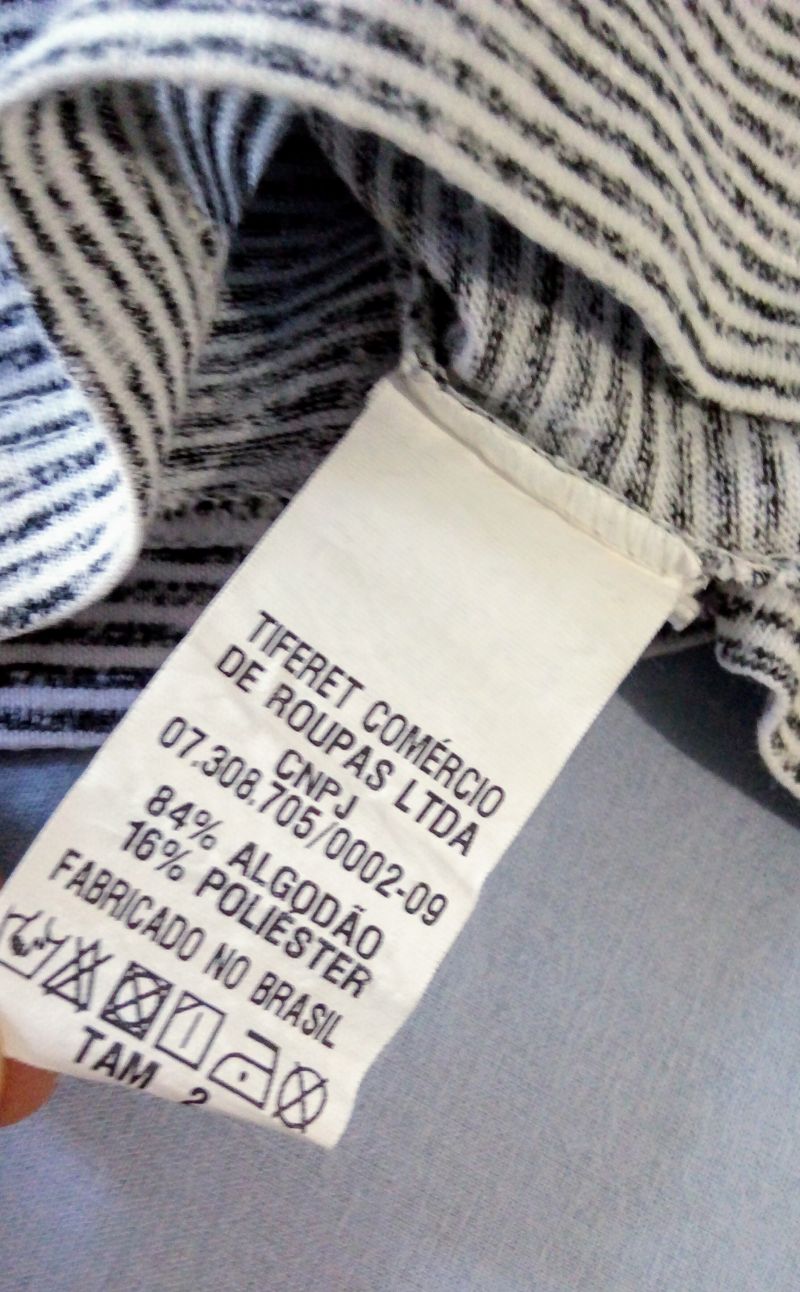 TIFERET COMÉRCIO
DE ROUPAS LTDA
CNPJ
07.308.705/0002-09
84% ALGODÃO
16% POLIÉSTER
FABRICADO NO BRASIL
TAM 2